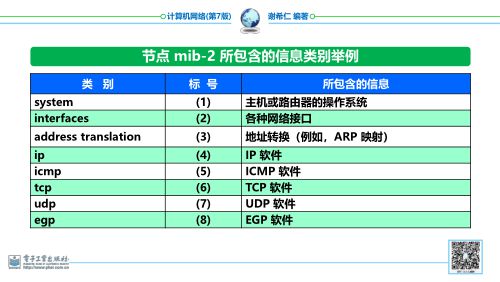 计算机网络(第7版) 谢希仁 编著
节点 mib-2 所包含的信息类别举例
类 别 标 号 所包含的信息
system (1) 主机或路由器的操作系统
interfaces (2) 各种网络接口
address translation (3) 地址转换（例如，ARP 映射）
ip (4) IP 软件
icmp (5) ICMP 软件
tcp (6) TCP 软件
udp (7) UDP 软件
egp (8) EGP 软件
电子工业出版社
http://www.phei.com.cn